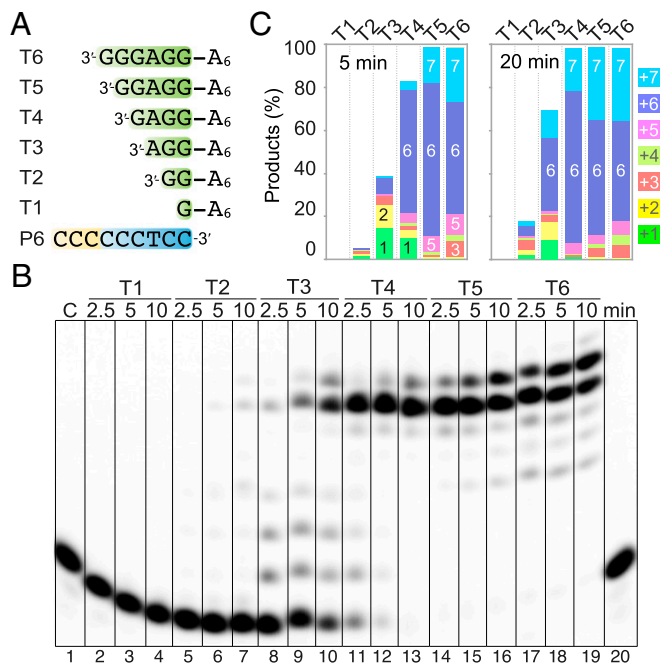 A
T6 3'-GGGAGG–A₆
T5 3'-GGAGG–A₆
T4 3'-GAGG–A₆
T3 3'-AGG–A₆
T2 3'-GG–A₆
T1 G–A₆
P6 CCCCCCTCC-3'
C
T1 T2 T3 T4 T5 T6
100 80 60 40 20 0
Products (%)
5 min
7 7 7
6 6 6
2 5 5
1 1 3
20 min
7 7 7
6 6 6 6
+7
+6
+5
+4
+3
+2
+1
B
T1 T2 T3 T4 T5 T6
C 2.5 5 10 2.5 5 10 2.5 5 10 2.5 5 10 2.5 5 10 2.5 5 10 min
1 2 3 4 5 6 7 8 9 10 11 12 13 14 15 16 17 18 19 20